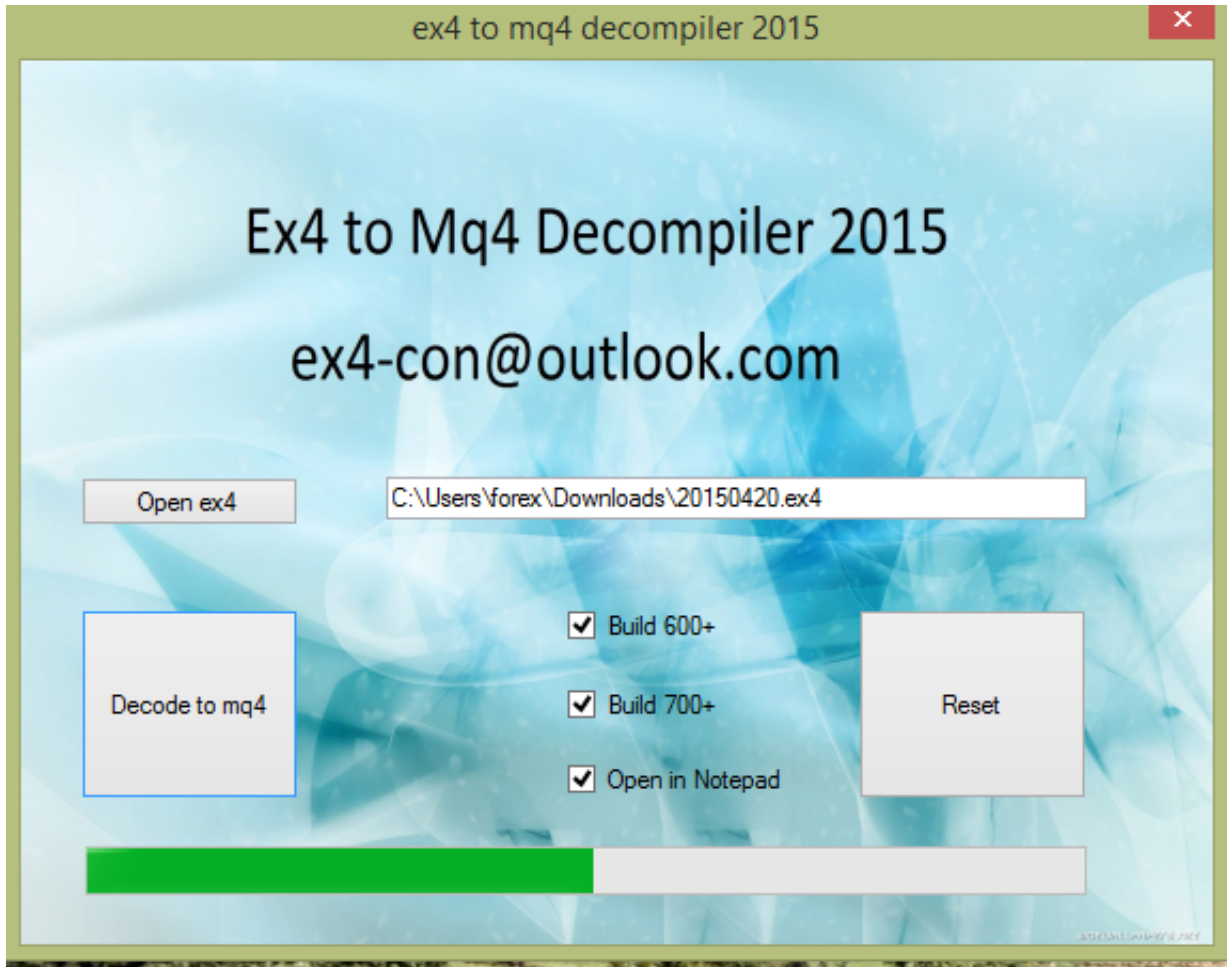 ex4 to mq4 decompiler 2015
Ex4 to Mq4 Decompiler 2015
ex4-con@outlook.com
Open ex4
C:\Users\forex\Downloads\20150420.ex4
Build 600+
Decode to mq4
Build 700+
Reset
Open in Notepad